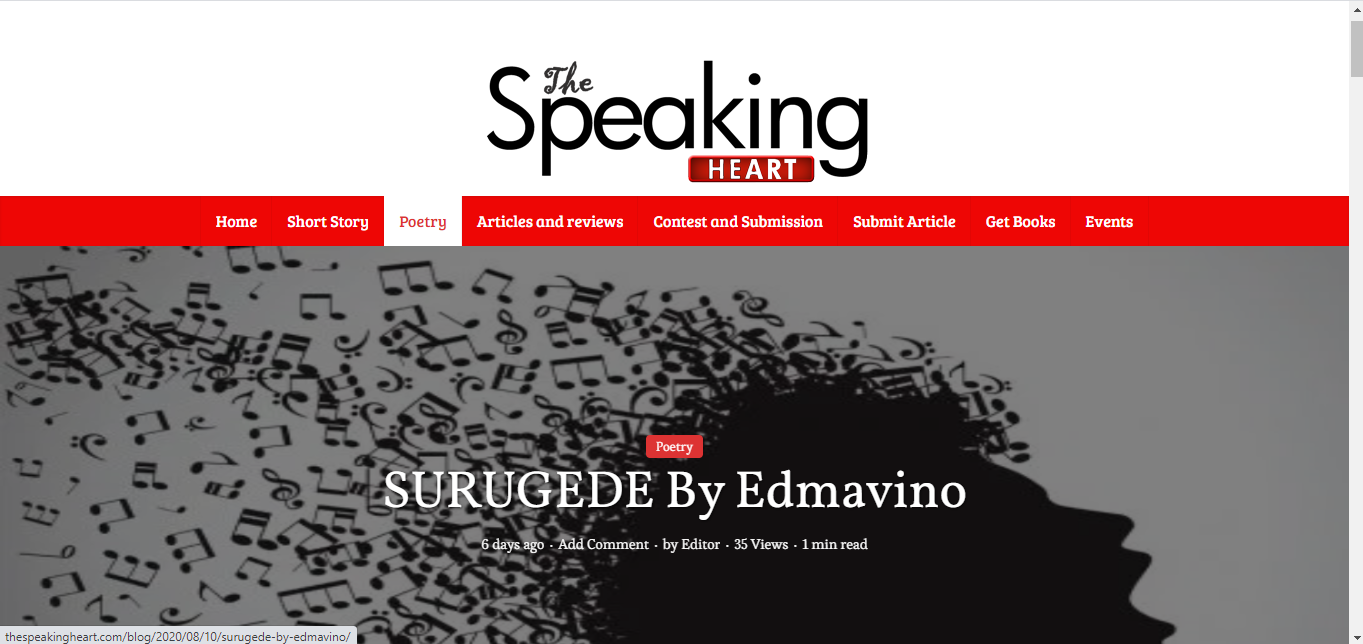 The
Speaking
HEART
Home Short Story Poetry Articles and reviews Contest and Submission Submit Article Get Books Events
Poetry
SURUGEDE By Edmavino
6 days ago · Add Comment · by Editor · 35 Views · 1 min read
thespeakingheart.com/blog/2020/08/10/surugede-by-edmavino/